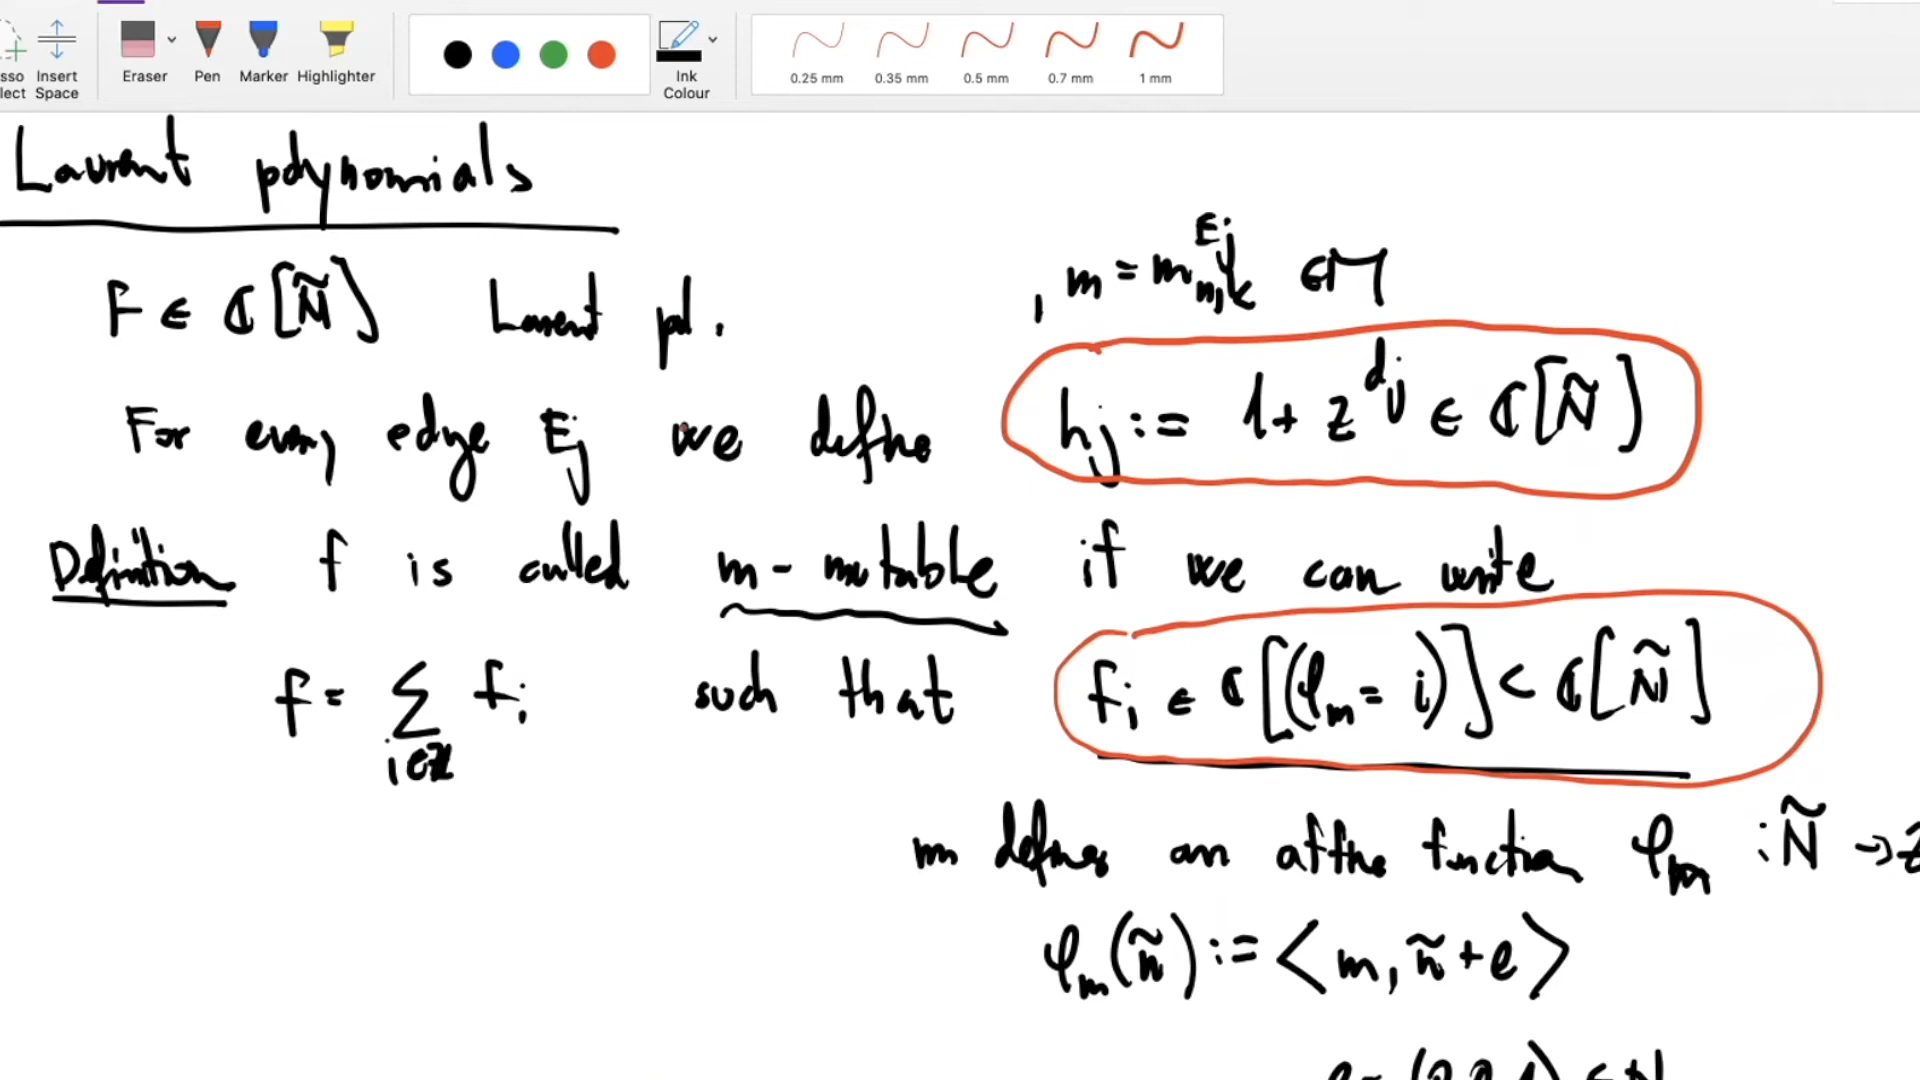 sso Insert Eraser Pen Marker Highlighter Ink 0.25 mm 0.35 mm 0.5 mm 0.7 mm 1 mm
lect Space Colour
Laurent polynomials
F ∈ ℂ[Ñ] Laurent pol. , m = m_{n,k}^{E_j} ∈ M
For every edge E_j we define h_j := 1 + z^{d_j} ∈ ℂ[Ñ]
Definition f is called m-mutable if we can write
f = Σ_{i∈ℤ} f_i such that f_i ∈ ℂ[(φ_m = i)] < ℂ[Ñ]
m defines an affine function φ_m : Ñ → ℤ
φ_m(ñ) := <m, ñ + e>